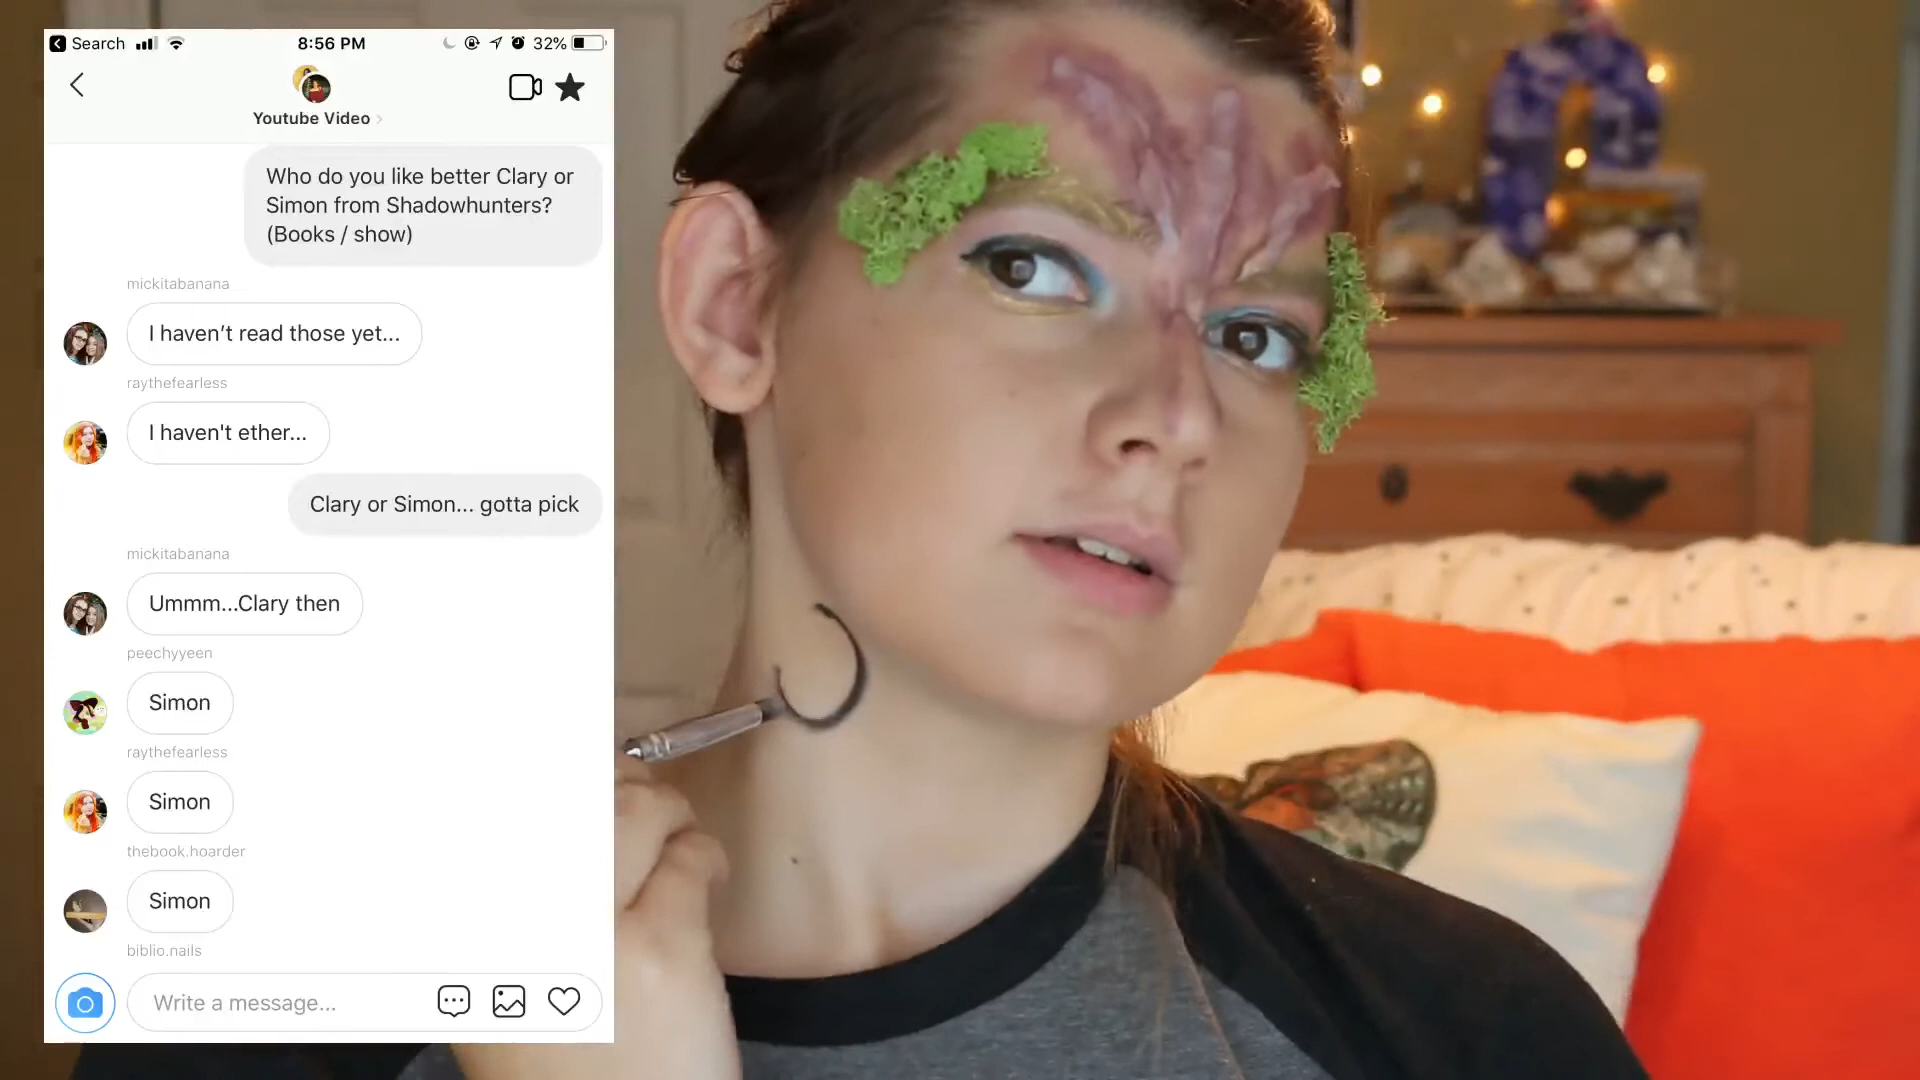 Search
8:56 PM
32%
Youtube Video
Who do you like better Clary or
Simon from Shadowhunters?
(Books / show)
mickitabanana
I haven’t read those yet...
raythefearless
I haven't ether...
Clary or Simon... gotta pick
mickitabanana
Ummm...Clary then
peechyyeen
Simon
raythefearless
Simon
thebook.hoarder
Simon
biblio.nails
Write a message...